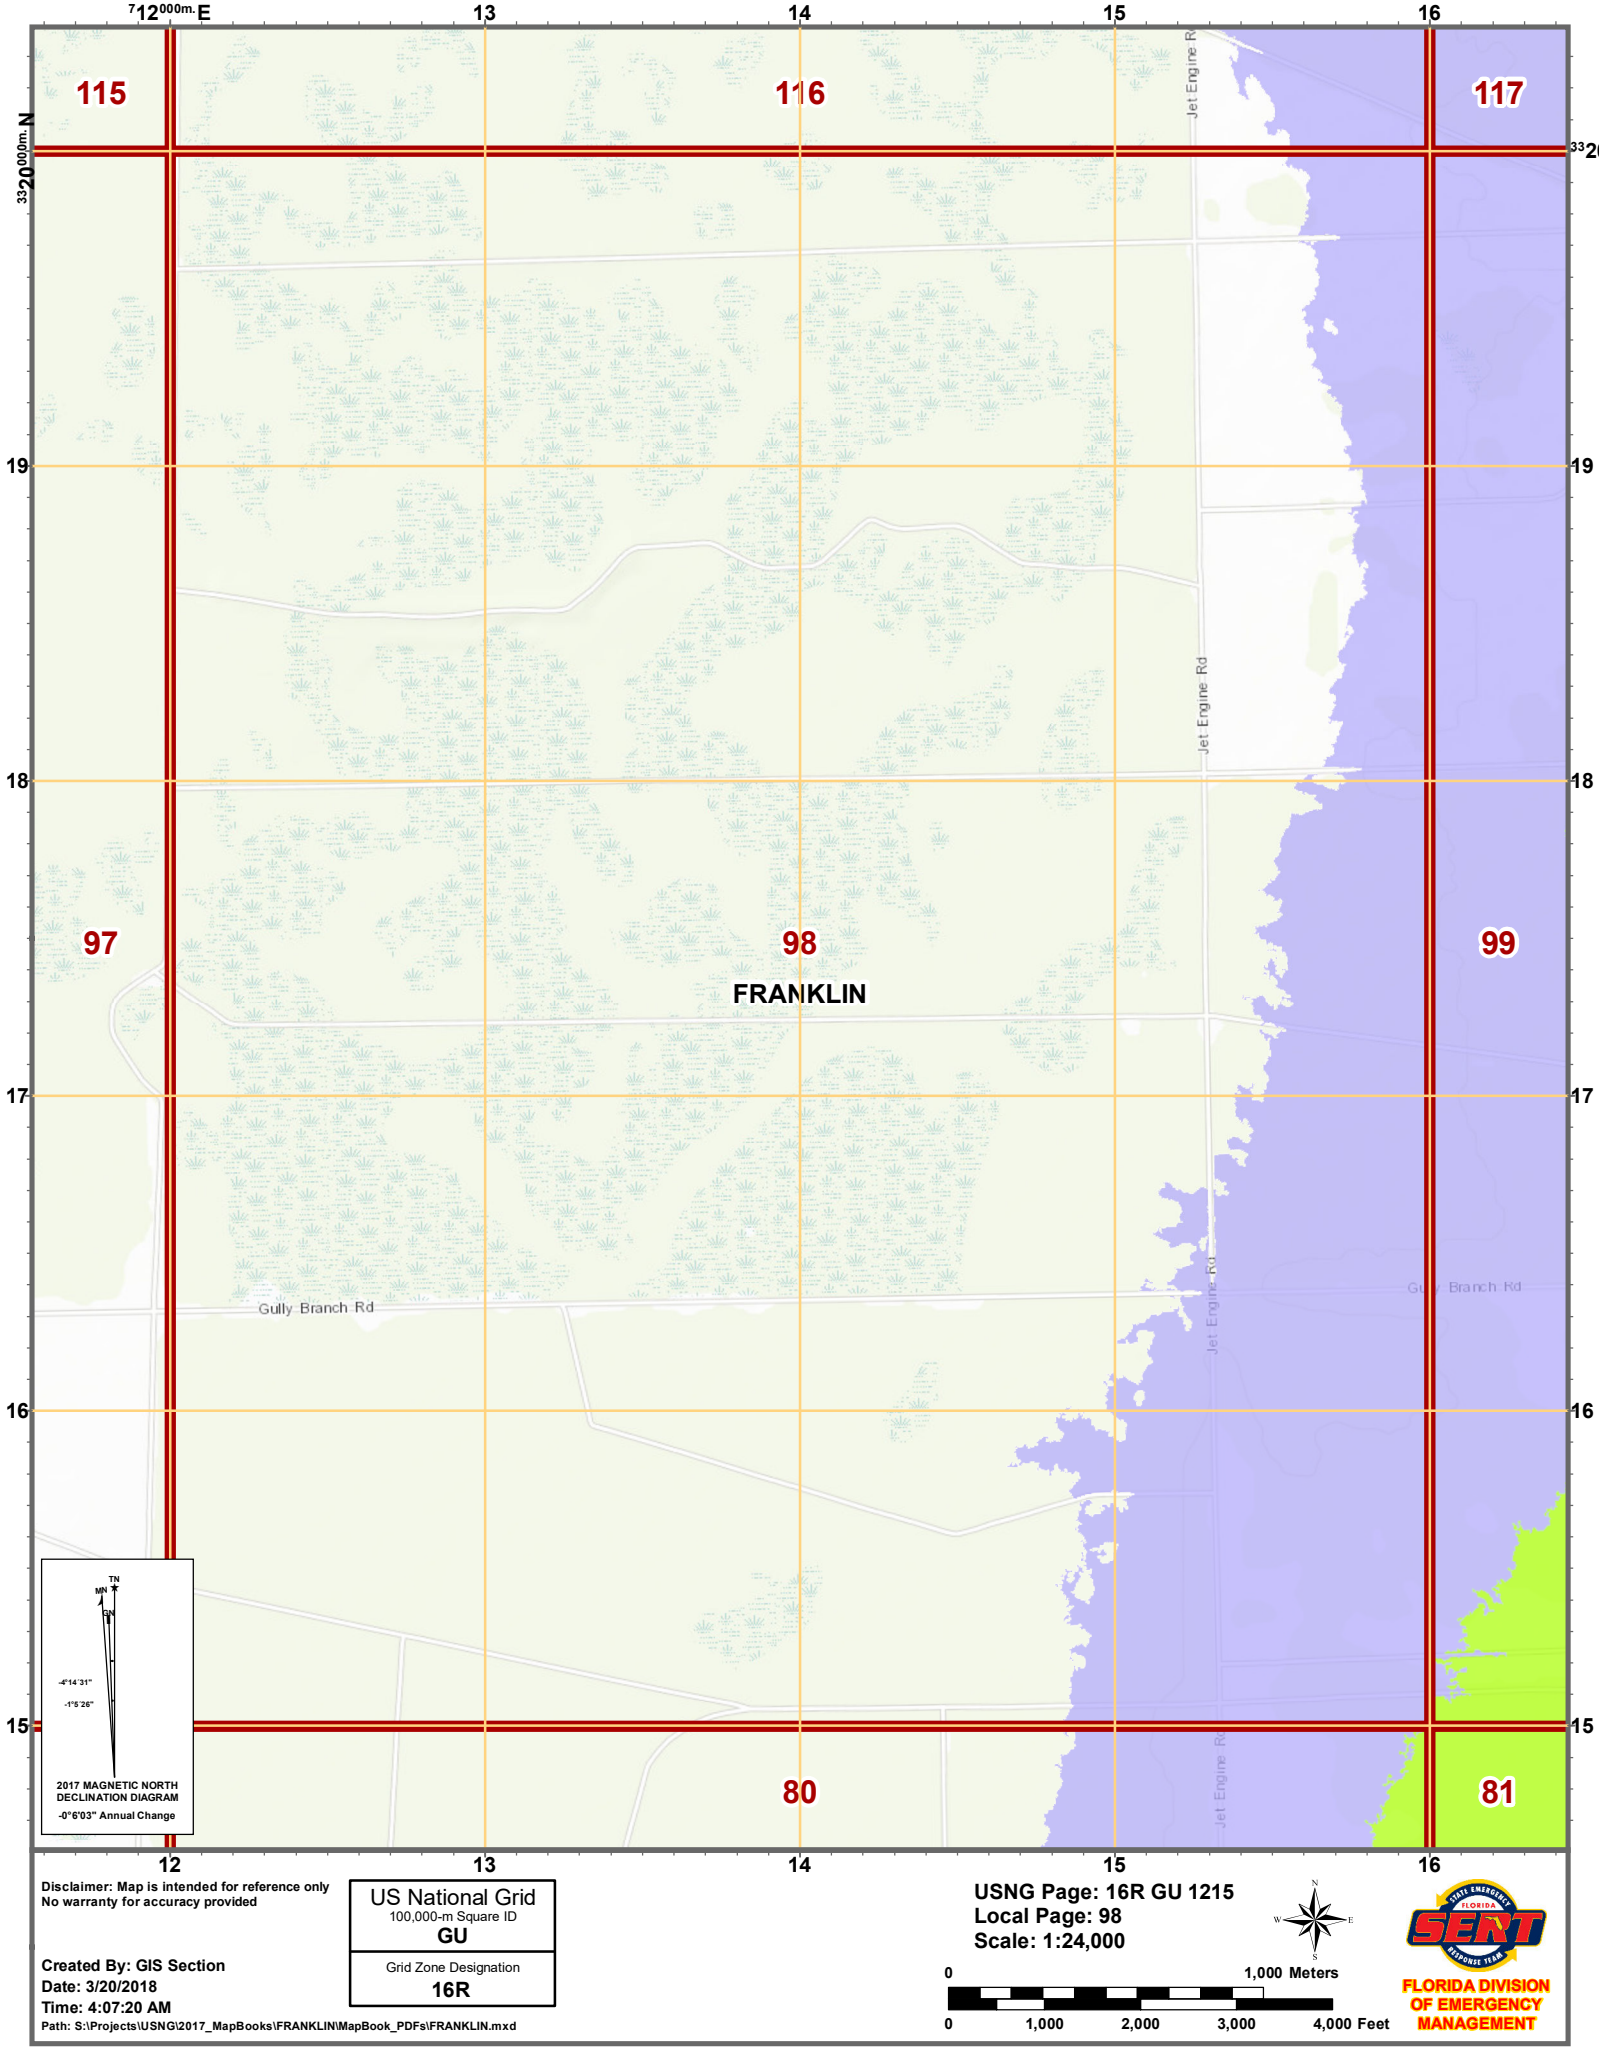 712000m.E 13 14 15 16
115 116 117
Jet Engine Rd
3320000m. N
3320
19 19
Jet Engine Rd
18 18
97 98 99
FRANKLIN
17 17
Jet Engine Rd
Gully Branch Rd
Gully Branch Rd
16 16
TN
MN
GN
-4°14'31"
-1°5'26"
2017 MAGNETIC NORTH
DECLINATION DIAGRAM
-0°6'03" Annual Change
15 15
Jet Engine Rd
80 81
12 13 14 15 16
Disclaimer: Map is intended for reference only
No warranty for accuracy provided
Created By: GIS Section
Date: 3/20/2018
Time: 4:07:20 AM
Path: S:\Projects\USNG\2017_MapBooks\FRANKLIN\MapBook_PDFs\FRANKLIN.mxd
US National Grid
100,000-m Square ID
GU
Grid Zone Designation
16R
USNG Page: 16R GU 1215
Local Page: 98
Scale: 1:24,000
N
W E
S
0 1,000 Meters
0 1,000 2,000 3,000 4,000 Feet
STATE EMERGENCY
FLORIDA
SERT
RESPONSE TEAM
FLORIDA DIVISION
OF EMERGENCY
MANAGEMENT